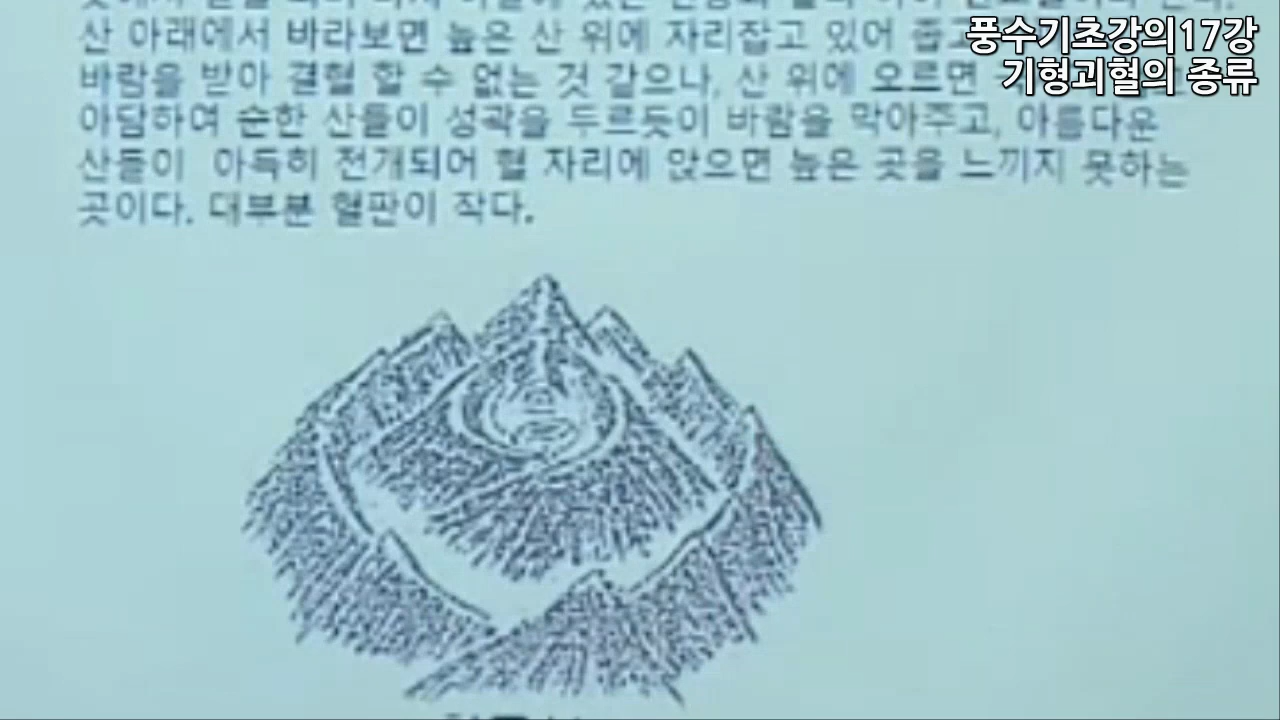 산 아래에서 바라보면 높은 산 위에 자리잡고 있어 춥고
바람을 받아 결혈 할 수 없는 것 같으나, 산 위에 오르면
아담하여 순한 산들이 성곽을 두르듯이 바람을 막아주고, 아름다운
산들이 아득히 전개되어 혈 자리에 앉으면 높은 곳을 느끼지 못하는
곳이다. 대부분 혈판이 작다.
풍수기초강의17강
기형괴혈의 종류